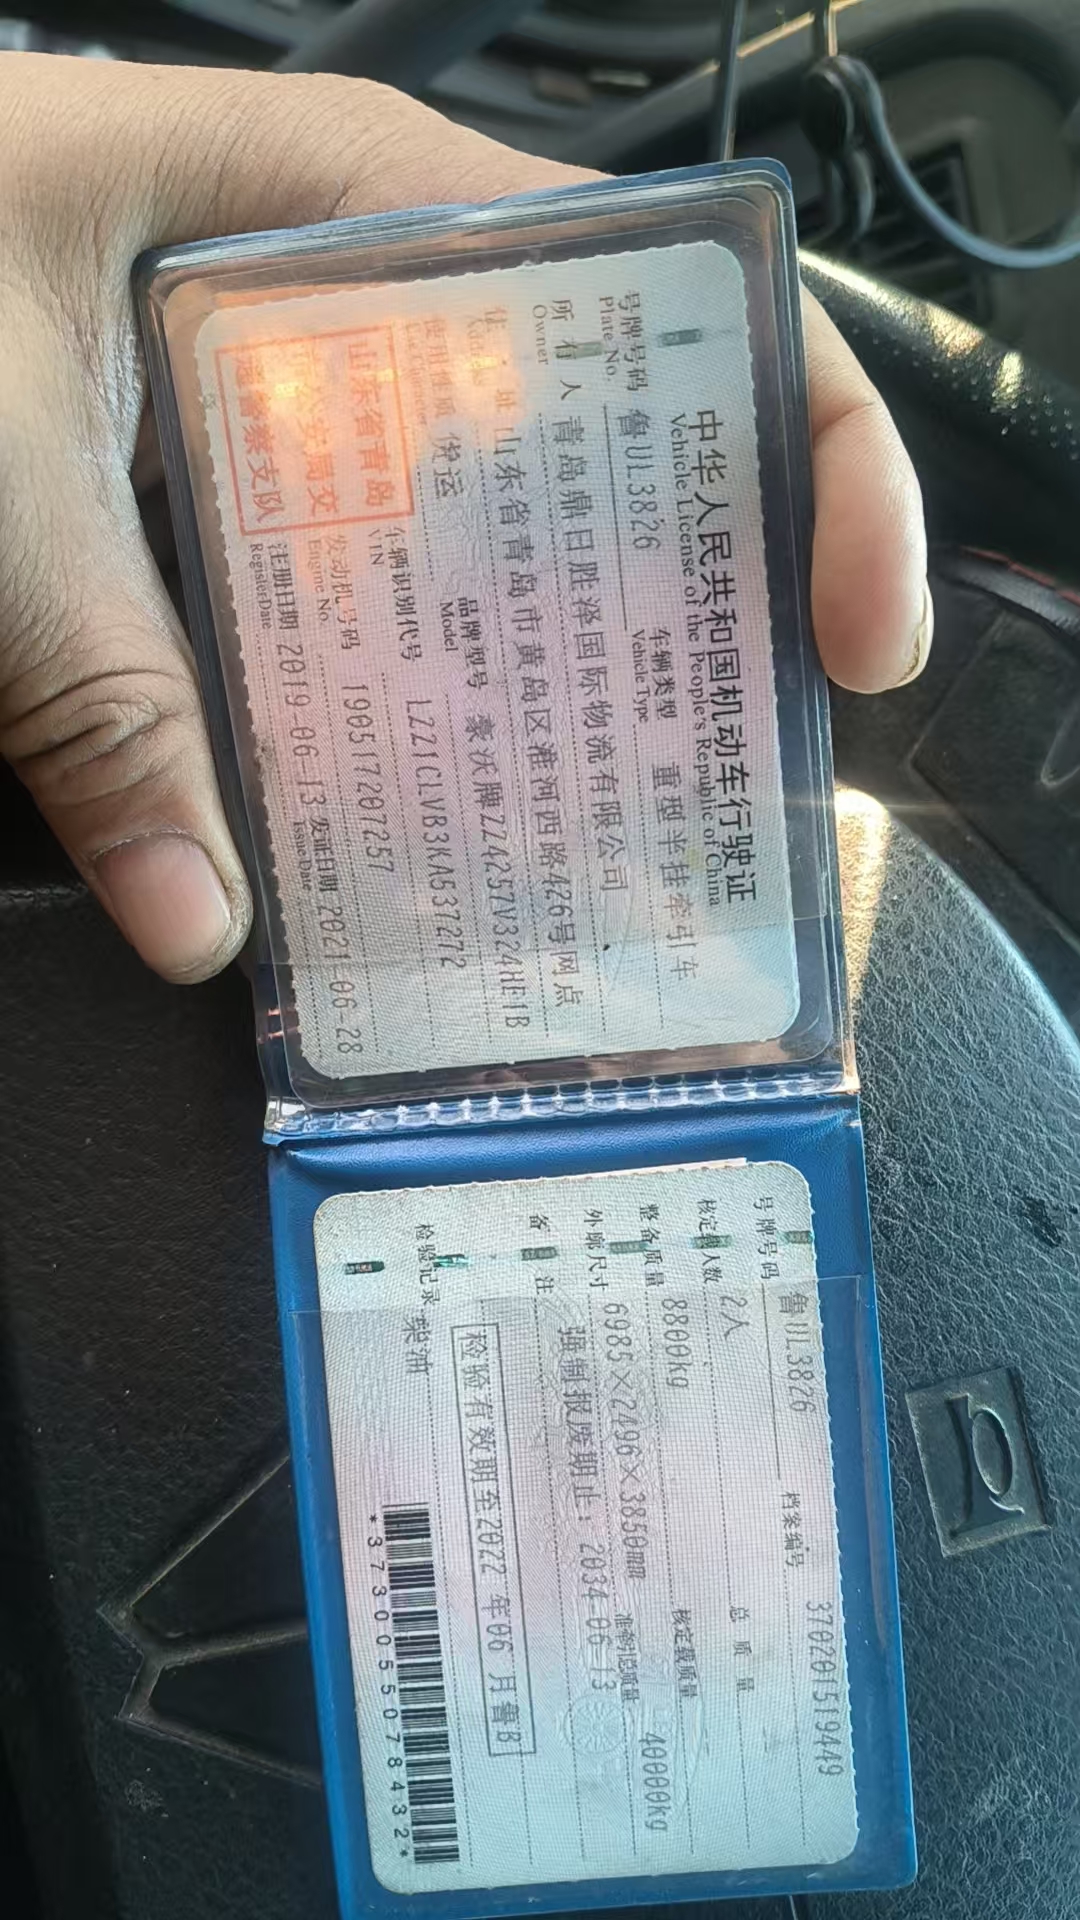 中华人民共和国机动车行驶证
Vehicle License of the People's Republic of China
号牌号码 鲁UL3826 车辆类型 重型半挂牵引车
Plate No. Vehicle Type
所有人 青岛鼎日胜泽国际物流有限公司
Owner
住址 山东省青岛市黄岛区淮河西路426号网点
使用性质 货运 品牌型号 豪沃牌ZZ4257V324HE1B
Model
车辆识别代号 LZZ1CLVB3KA537272
VIN
发动机号码 190517207257
Engine No.
注册日期 2019-06-13 发证日期 2021-06-28
Register Date Issue Date
山东省青岛
市公安局交
通警察支队
号牌号码 鲁UL3826 档案编号 370201519449
核定载人数 2人 总质量
整备质量 8800kg 核定载质量
外廓尺寸 6985×2496×3850mm 准牵引总质量 40000kg
备注 强制报废期止：2034-06-13
检验有效期至2022年06月鲁B
检验记录 柴油
*3730055078432*